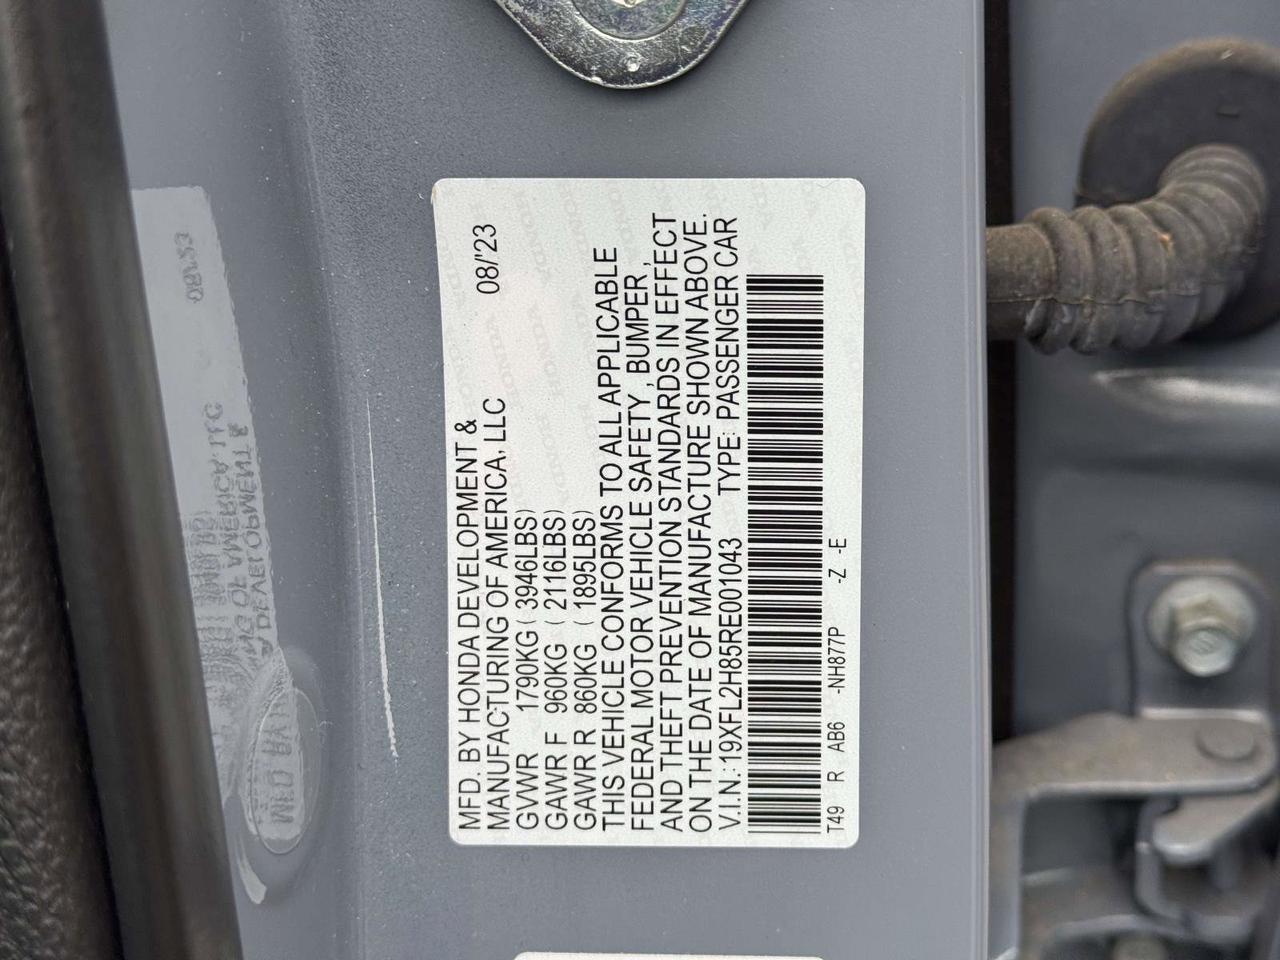 MFD. BY HONDA DEVELOPMENT & 08/'23
MANUFACTURING OF AMERICA, LLC
GVWR 1790KG ( 3946LBS)
GAWR F 960KG ( 2116LBS)
GAWR R 860KG ( 1895LBS)
THIS VEHICLE CONFORMS TO ALL APPLICABLE
FEDERAL MOTOR VEHICLE SAFETY, BUMPER,
AND THEFT PREVENTION STANDARDS IN EFFECT
ON THE DATE OF MANUFACTURE SHOWN ABOVE.
V.I.N.: 19XFL2H85RE001043 TYPE: PASSENGER CAR
T49 R AB6 -NH877P -Z -E